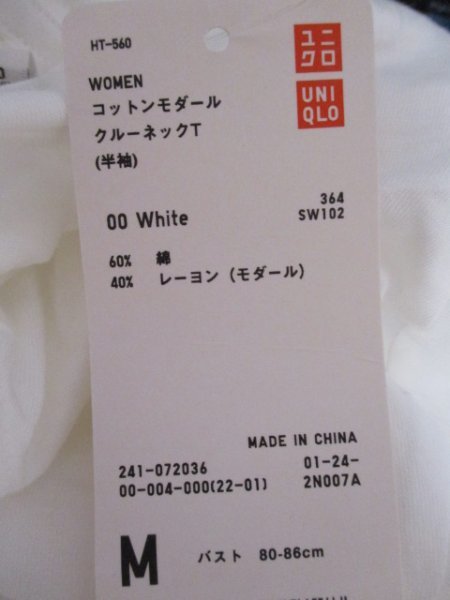 HT-560
ユニ
クロ
UNI
QLO
WOMEN
コットンモダール
クルーネックT
(半袖)
00 White
364
SW102
60% 綿
40% レーヨン（モダール）
MADE IN CHINA
241-072036 01-24-
00-004-000(22-01) 2N007A
M バスト 80-86cm